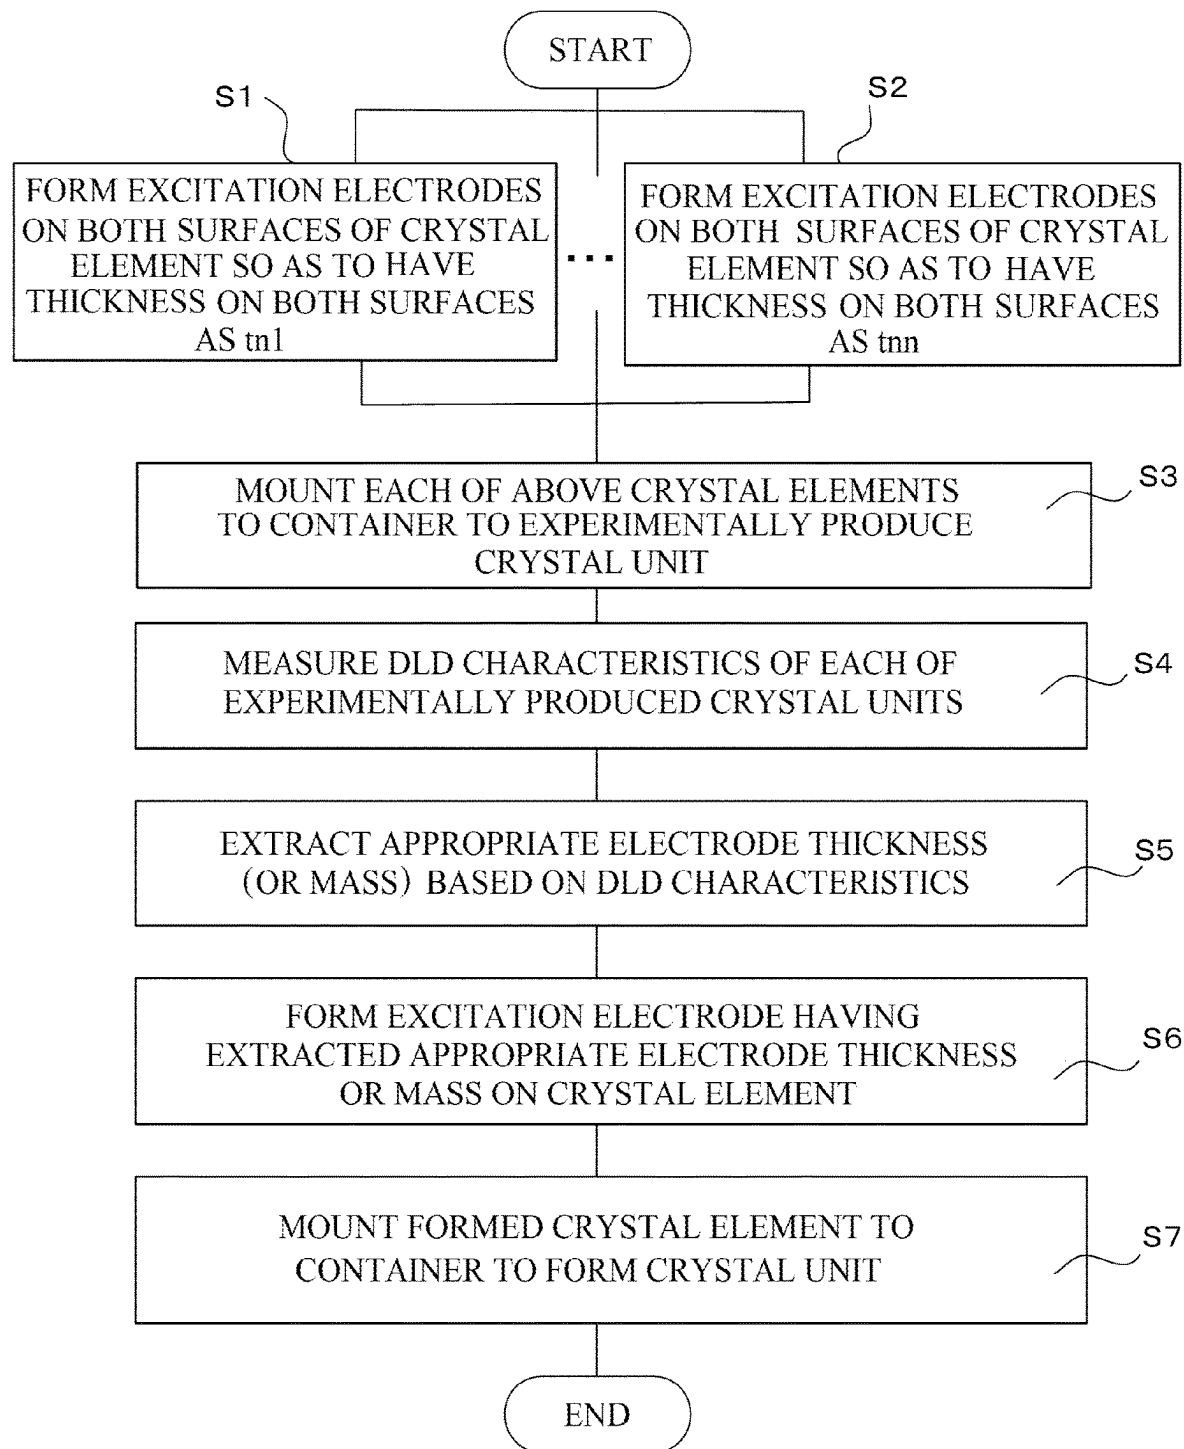 START
S1
S2
FORM EXCITATION ELECTRODES
ON BOTH SURFACES OF CRYSTAL
ELEMENT SO AS TO HAVE
THICKNESS ON BOTH SURFACES
AS tn1
...
FORM EXCITATION ELECTRODES
ON BOTH SURFACES OF CRYSTAL
ELEMENT SO AS TO HAVE
THICKNESS ON BOTH SURFACES
AS tnn
S3
MOUNT EACH OF ABOVE CRYSTAL ELEMENTS
TO CONTAINER TO EXPERIMENTALLY PRODUCE
CRYSTAL UNIT
S4
MEASURE DLD CHARACTERISTICS OF EACH OF
EXPERIMENTALLY PRODUCED CRYSTAL UNITS
S5
EXTRACT APPROPRIATE ELECTRODE THICKNESS
(OR MASS) BASED ON DLD CHARACTERISTICS
S6
FORM EXCITATION ELECTRODE HAVING
EXTRACTED APPROPRIATE ELECTRODE THICKNESS
OR MASS ON CRYSTAL ELEMENT
S7
MOUNT FORMED CRYSTAL ELEMENT TO
CONTAINER TO FORM CRYSTAL UNIT
END